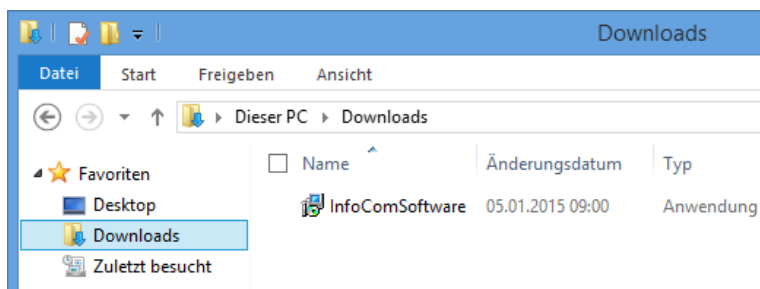 Downloads
Datei Start Freigeben Ansicht
Dieser PC Downloads
Favoriten
Desktop
Downloads
Zuletzt besucht
Name Änderungsdatum Typ
InfoComSoftware 05.01.2015 09:00 Anwendung